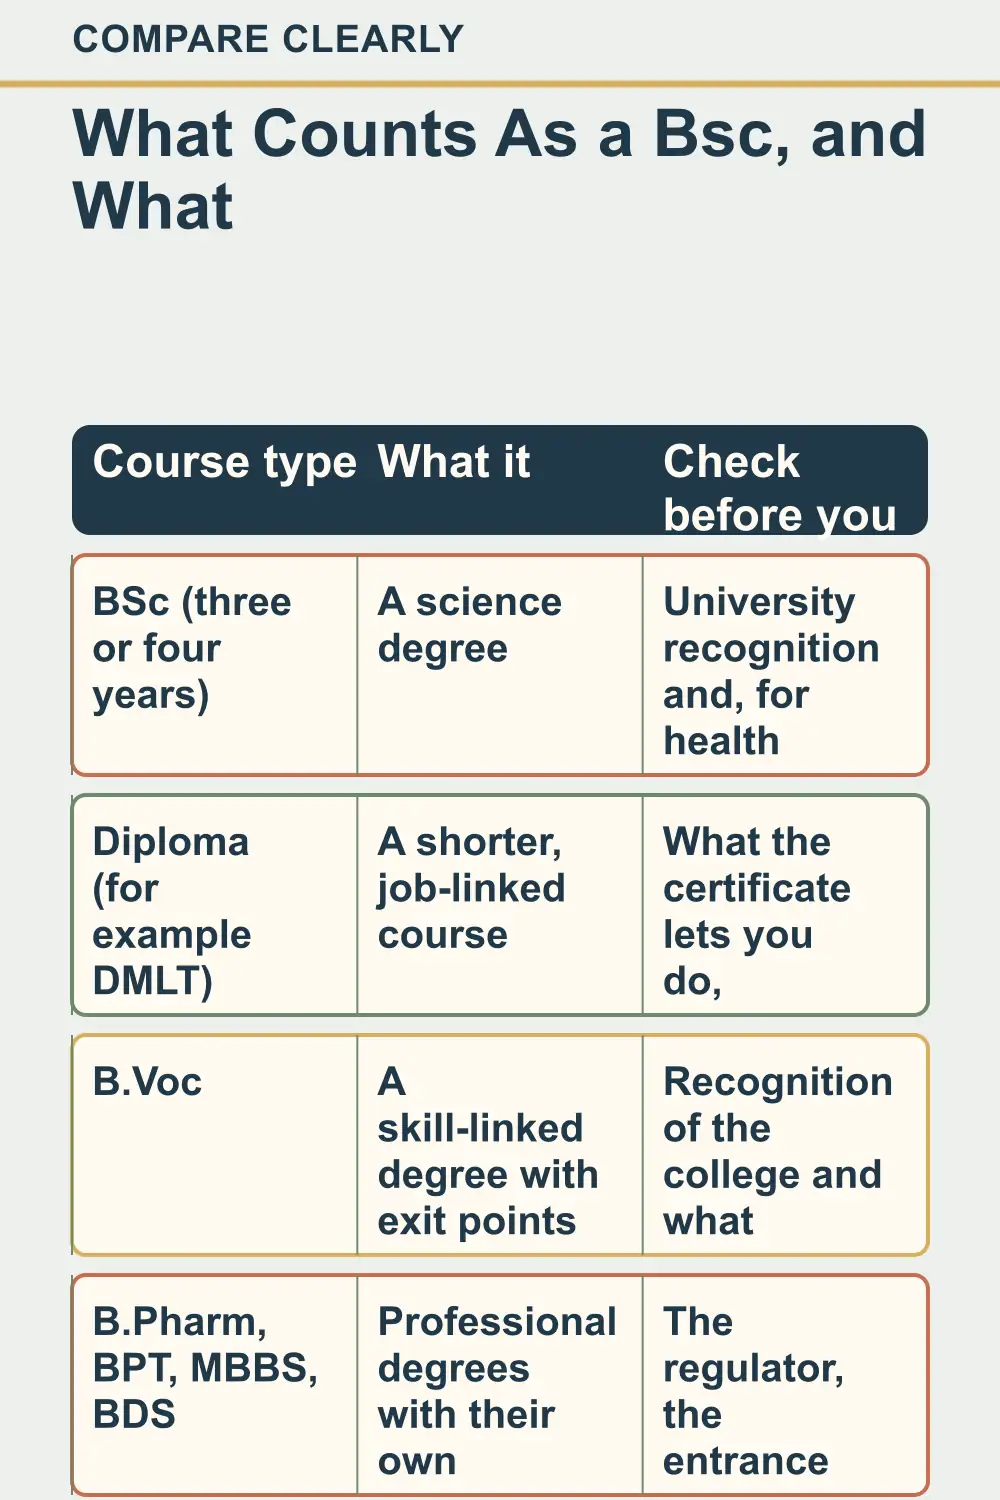 COMPARE CLEARLY
What Counts As a Bsc, and
What
Course type
What it
Check
before you
BSc (three
or four
years)
A science
degree
University
recognition
and, for
health
Diploma
(for
example
DMLT)
A shorter,
job-linked
course
What the
certificate
lets you
do,
B.Voc
A
skill-linked
degree with
exit points
Recognition
of the
college and
what
B.Pharm,
BPT, MBBS,
BDS
Professional
degrees
with their
own
The
regulator,
the
entrance